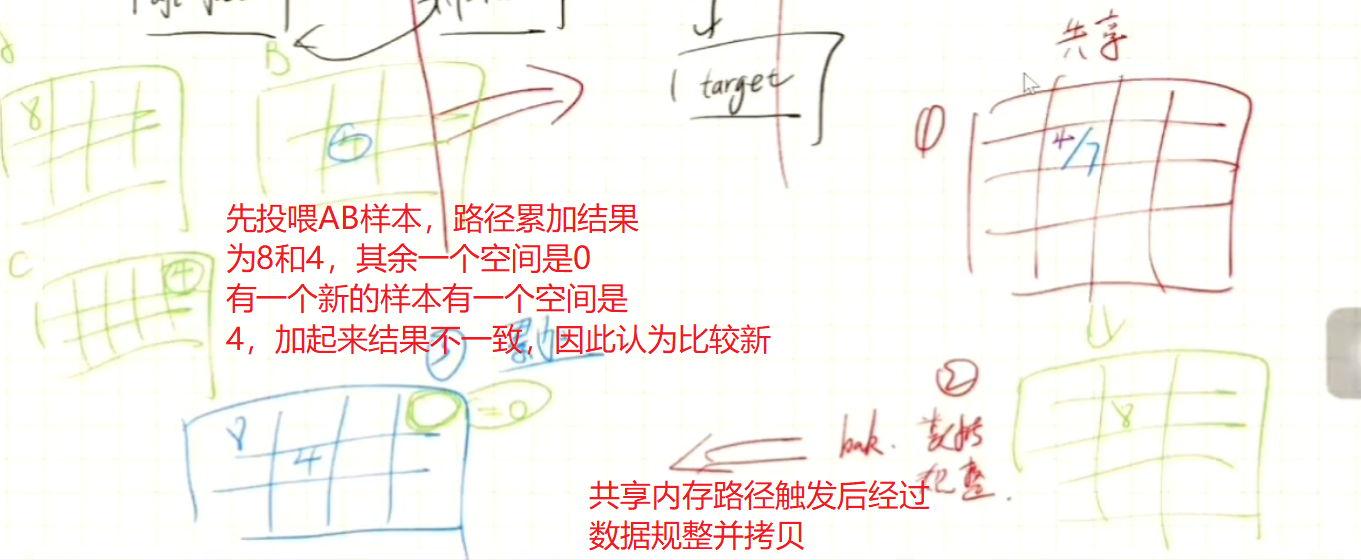 共享
target
B
①
8
4/7
先投喂AB样本，路径累加结果
为8和4，其余一个空间是0
有一个新的样本有一个空间是
4，加起来结果不一致，因此认为比较新
C
4
②
=0
8
4
8
bak. 数据
规整.
共享内存路径触发后经过
数据规整并拷贝